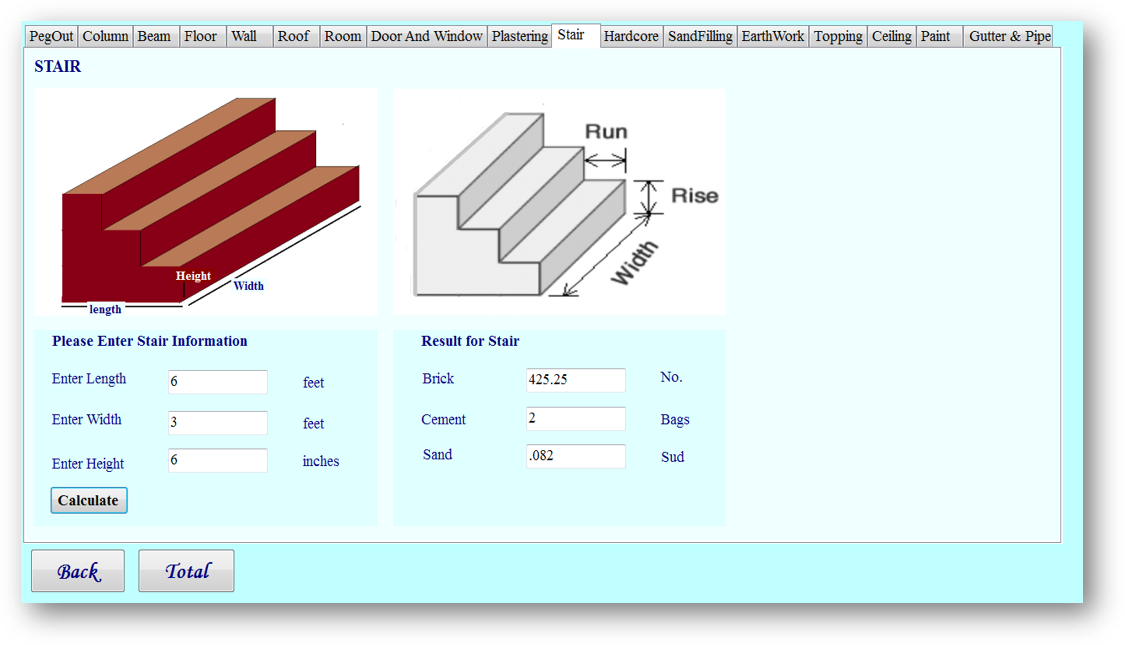 PegOut Column Beam Floor Wall Roof Room Door And Window Plastering Stair Hardcore SandFilling EarthWork Topping Ceiling Paint Gutter & Pipe
STAIR
Height
Width
length
Run
Rise
Width
Please Enter Stair Information
Enter Length 6 feet
Enter Width 3 feet
Enter Height 6 inches
Calculate
Result for Stair
Brick 425.25 No.
Cement 2 Bags
Sand .082 Sud
Back Total